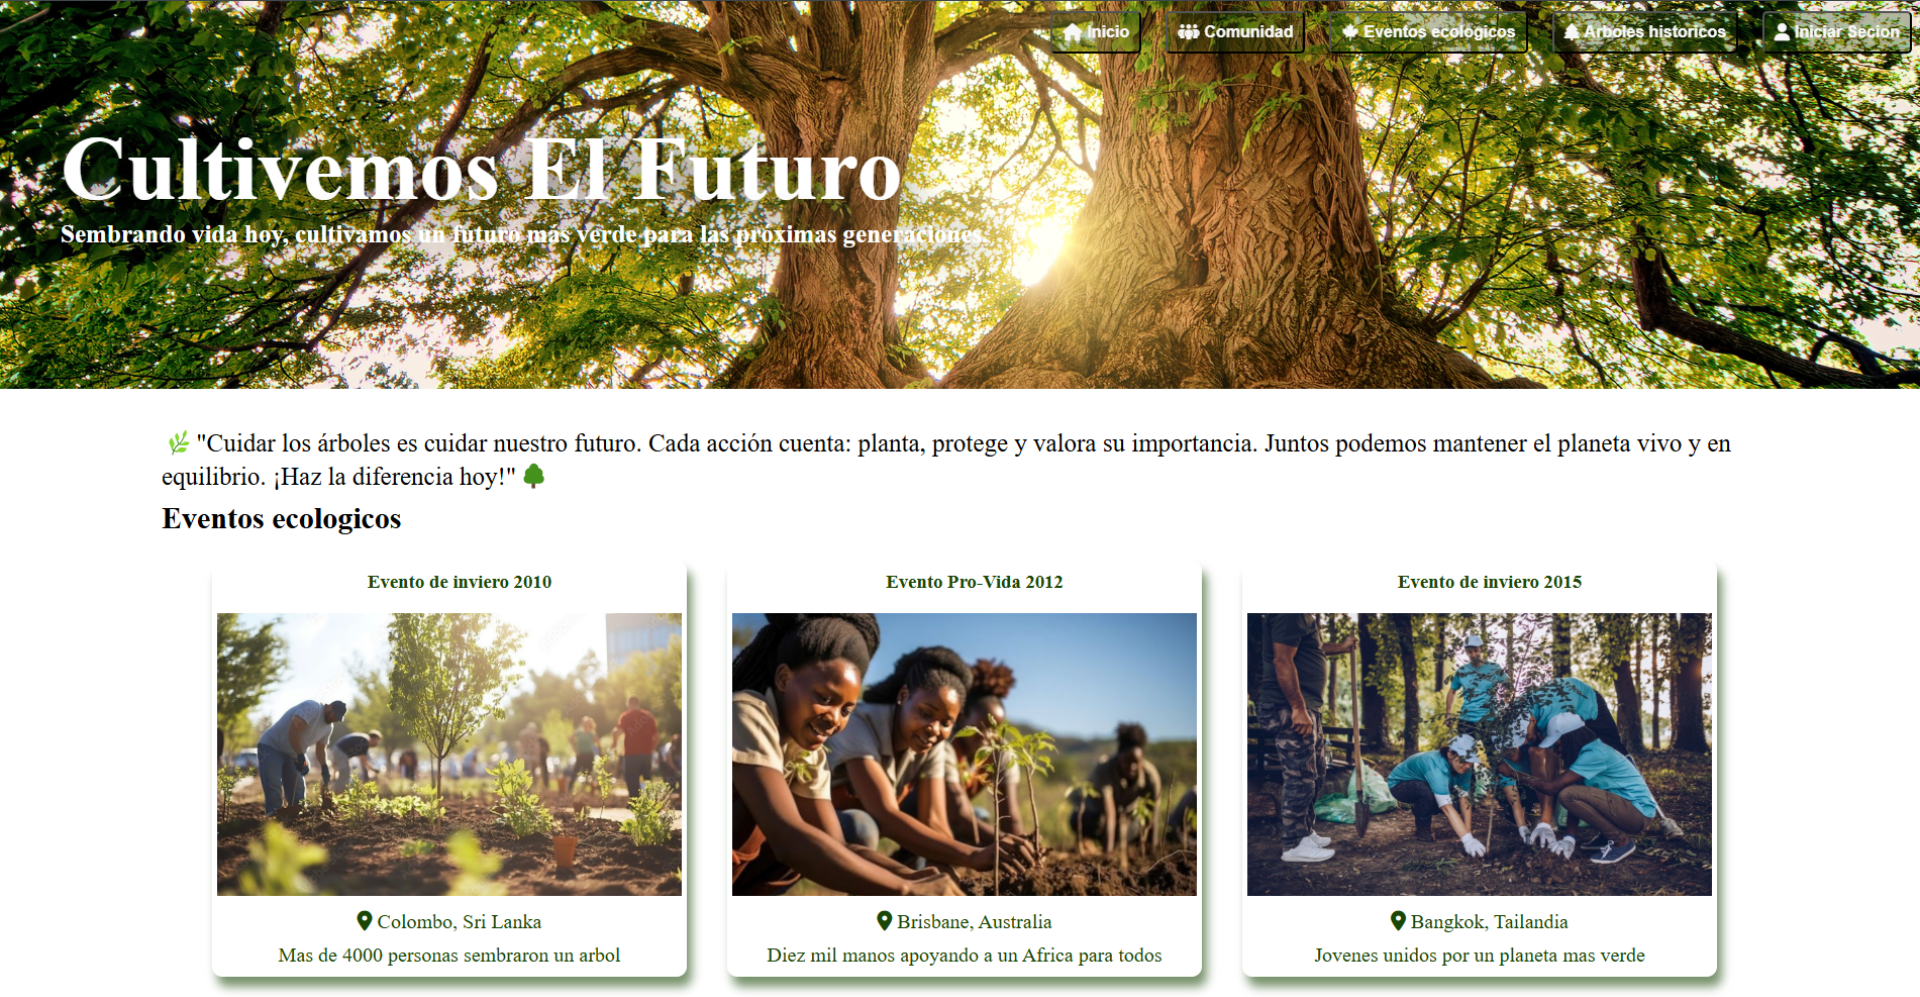 Inicio
Comunidad
Eventos ecologicos
Arboles historicos
Iniciar Secion
Cultivemos El Futuro
Sembrando vida hoy, cultivamos un futuro más verde para las próximas generaciones.
"Cuidar los árboles es cuidar nuestro futuro. Cada acción cuenta: planta, protege y valora su importancia. Juntos podemos mantener el planeta vivo y en
equilibrio. ¡Haz la diferencia hoy!"
Eventos ecologicos
Evento de inviero 2010
Colombo, Sri Lanka
Mas de 4000 personas sembraron un arbol
Evento Pro-Vida 2012
Brisbane, Australia
Diez mil manos apoyando a un Africa para todos
Evento de inviero 2015
Bangkok, Tailandia
Jovenes unidos por un planeta mas verde